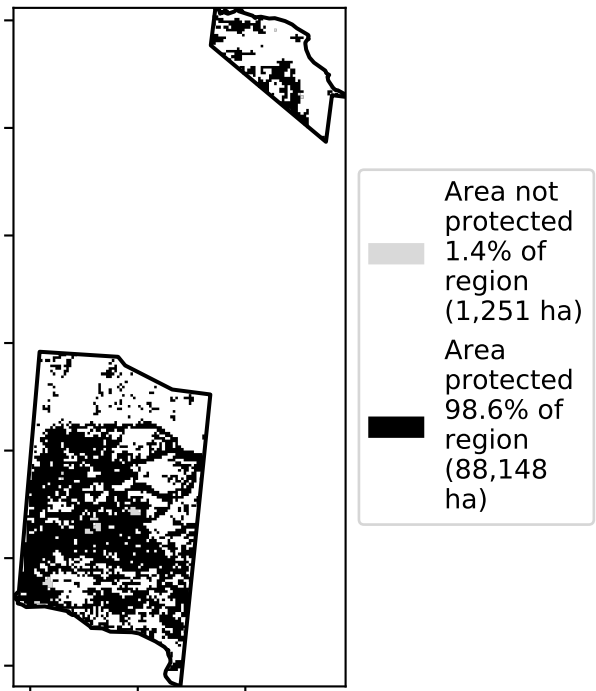 Area not
protected
1.4% of
region
(1,251 ha)
Area
protected
98.6% of
region
(88,148
ha)